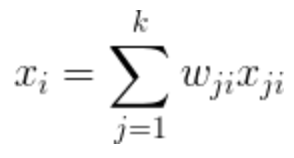 $x_i = \sum_{j=1}^{k} w_{ji} x_{ji}$